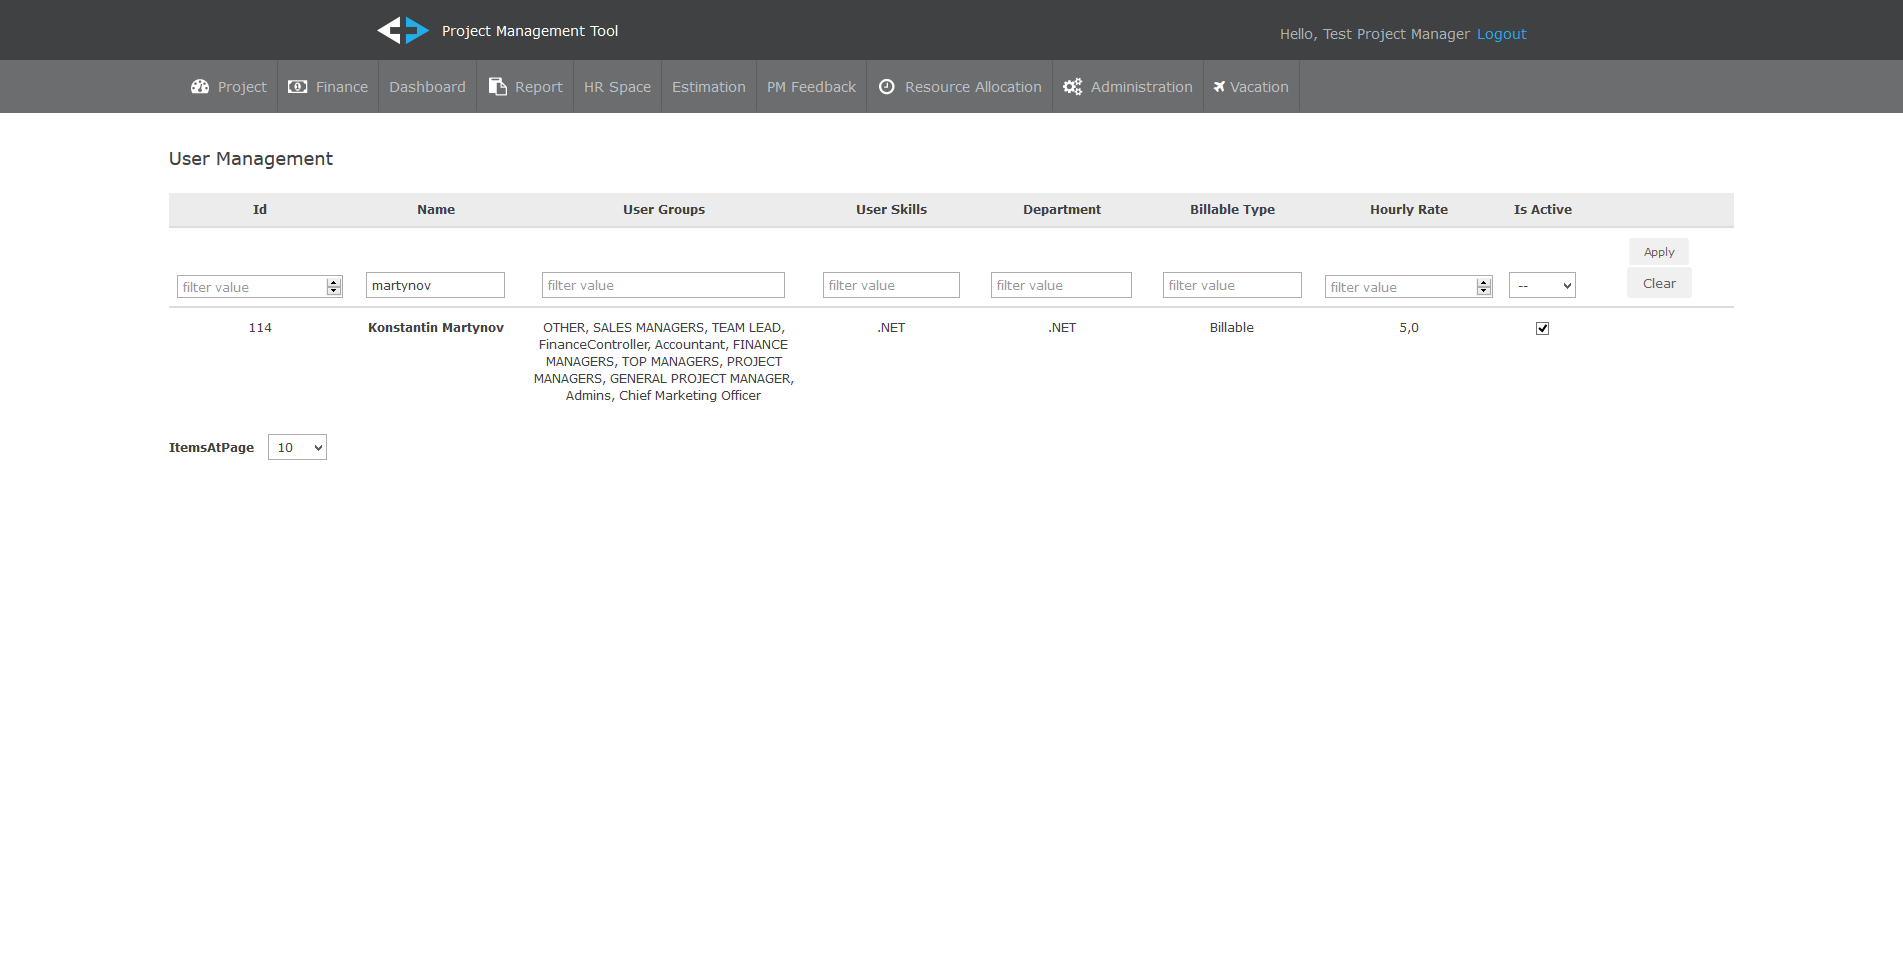 Project Management Tool
Hello, Test Project Manager Logout
Project Finance Dashboard Report HR Space Estimation PM Feedback Resource Allocation Administration Vacation
User Management
Id Name User Groups User Skills Department Billable Type Hourly Rate Is Active
Apply
filter value martynov filter value filter value filter value filter value filter value -- Clear
114 Konstantin Martynov OTHER, SALES MANAGERS, TEAM LEAD, .NET .NET Billable 5,0
FinanceController, Accountant, FINANCE
MANAGERS, TOP MANAGERS, PROJECT
MANAGERS, GENERAL PROJECT MANAGER,
Admins, Chief Marketing Officer
ItemsAtPage 10